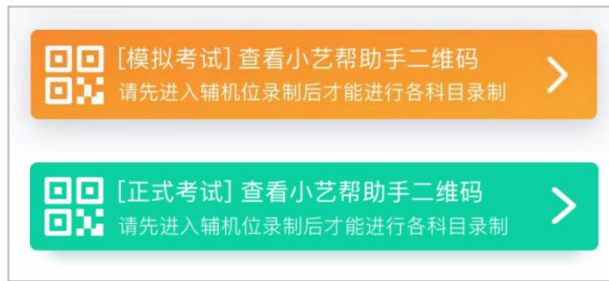 [模拟考试] 查看小艺帮助手二维码
请先进入辅机位录制后才能进行各科目录制
[正式考试] 查看小艺帮助手二维码
请先进入辅机位录制后才能进行各科目录制